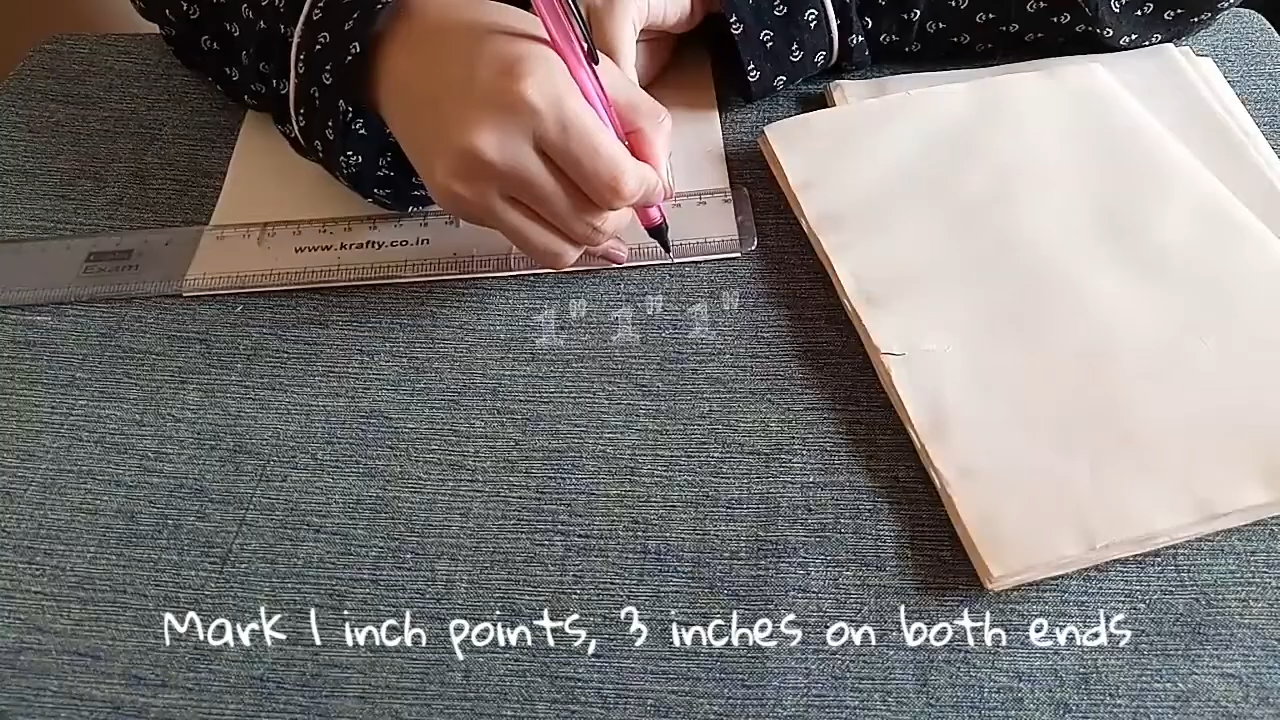 www.krafty.co.in
Exam
1" 1" 1"
Mark 1 inch points, 3 inches on both ends